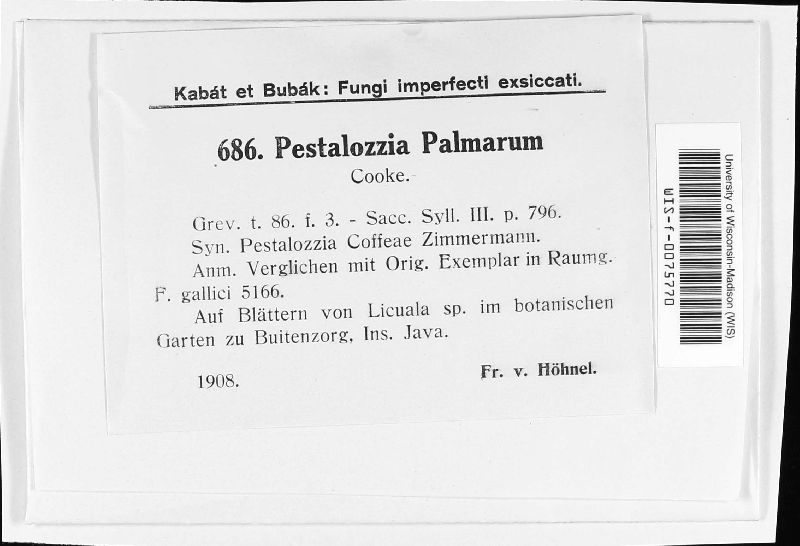 Kabát et Bubák: Fungi imperfecti exsiccati.
686. Pestalozzia Palmarum
Cooke.
Grev. t. 86. f. 3. - Sacc. Syll. III. p. 796.
Syn. Pestalozzia Coffeae Zimmermann.
Anm. Verglichen mit Orig. Exemplar in Raumg.
F. gallici 5166.
Auf Blättern von Licuala sp. im botanischen
Garten zu Buitenzorg, Ins. Java.
1908.
Fr. v. Höhnel.
University of Wisconsin-Madison (WIS)
WIS-f-0075770